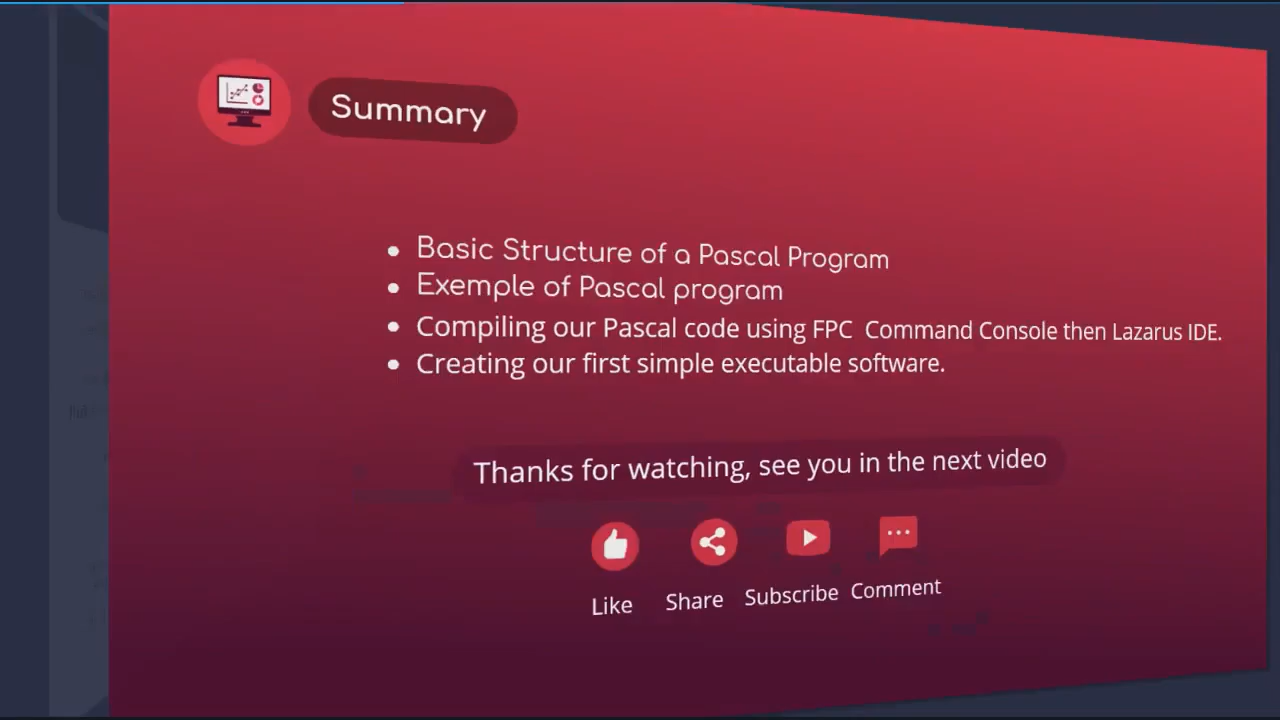 Summary
Basic Structure of a Pascal Program
Exemple of Pascal program
Compiling our Pascal code using FPC Command Console then Lazarus IDE.
Creating our first simple executable software.
Thanks for watching, see you in the next video
Like Share Subscribe Comment